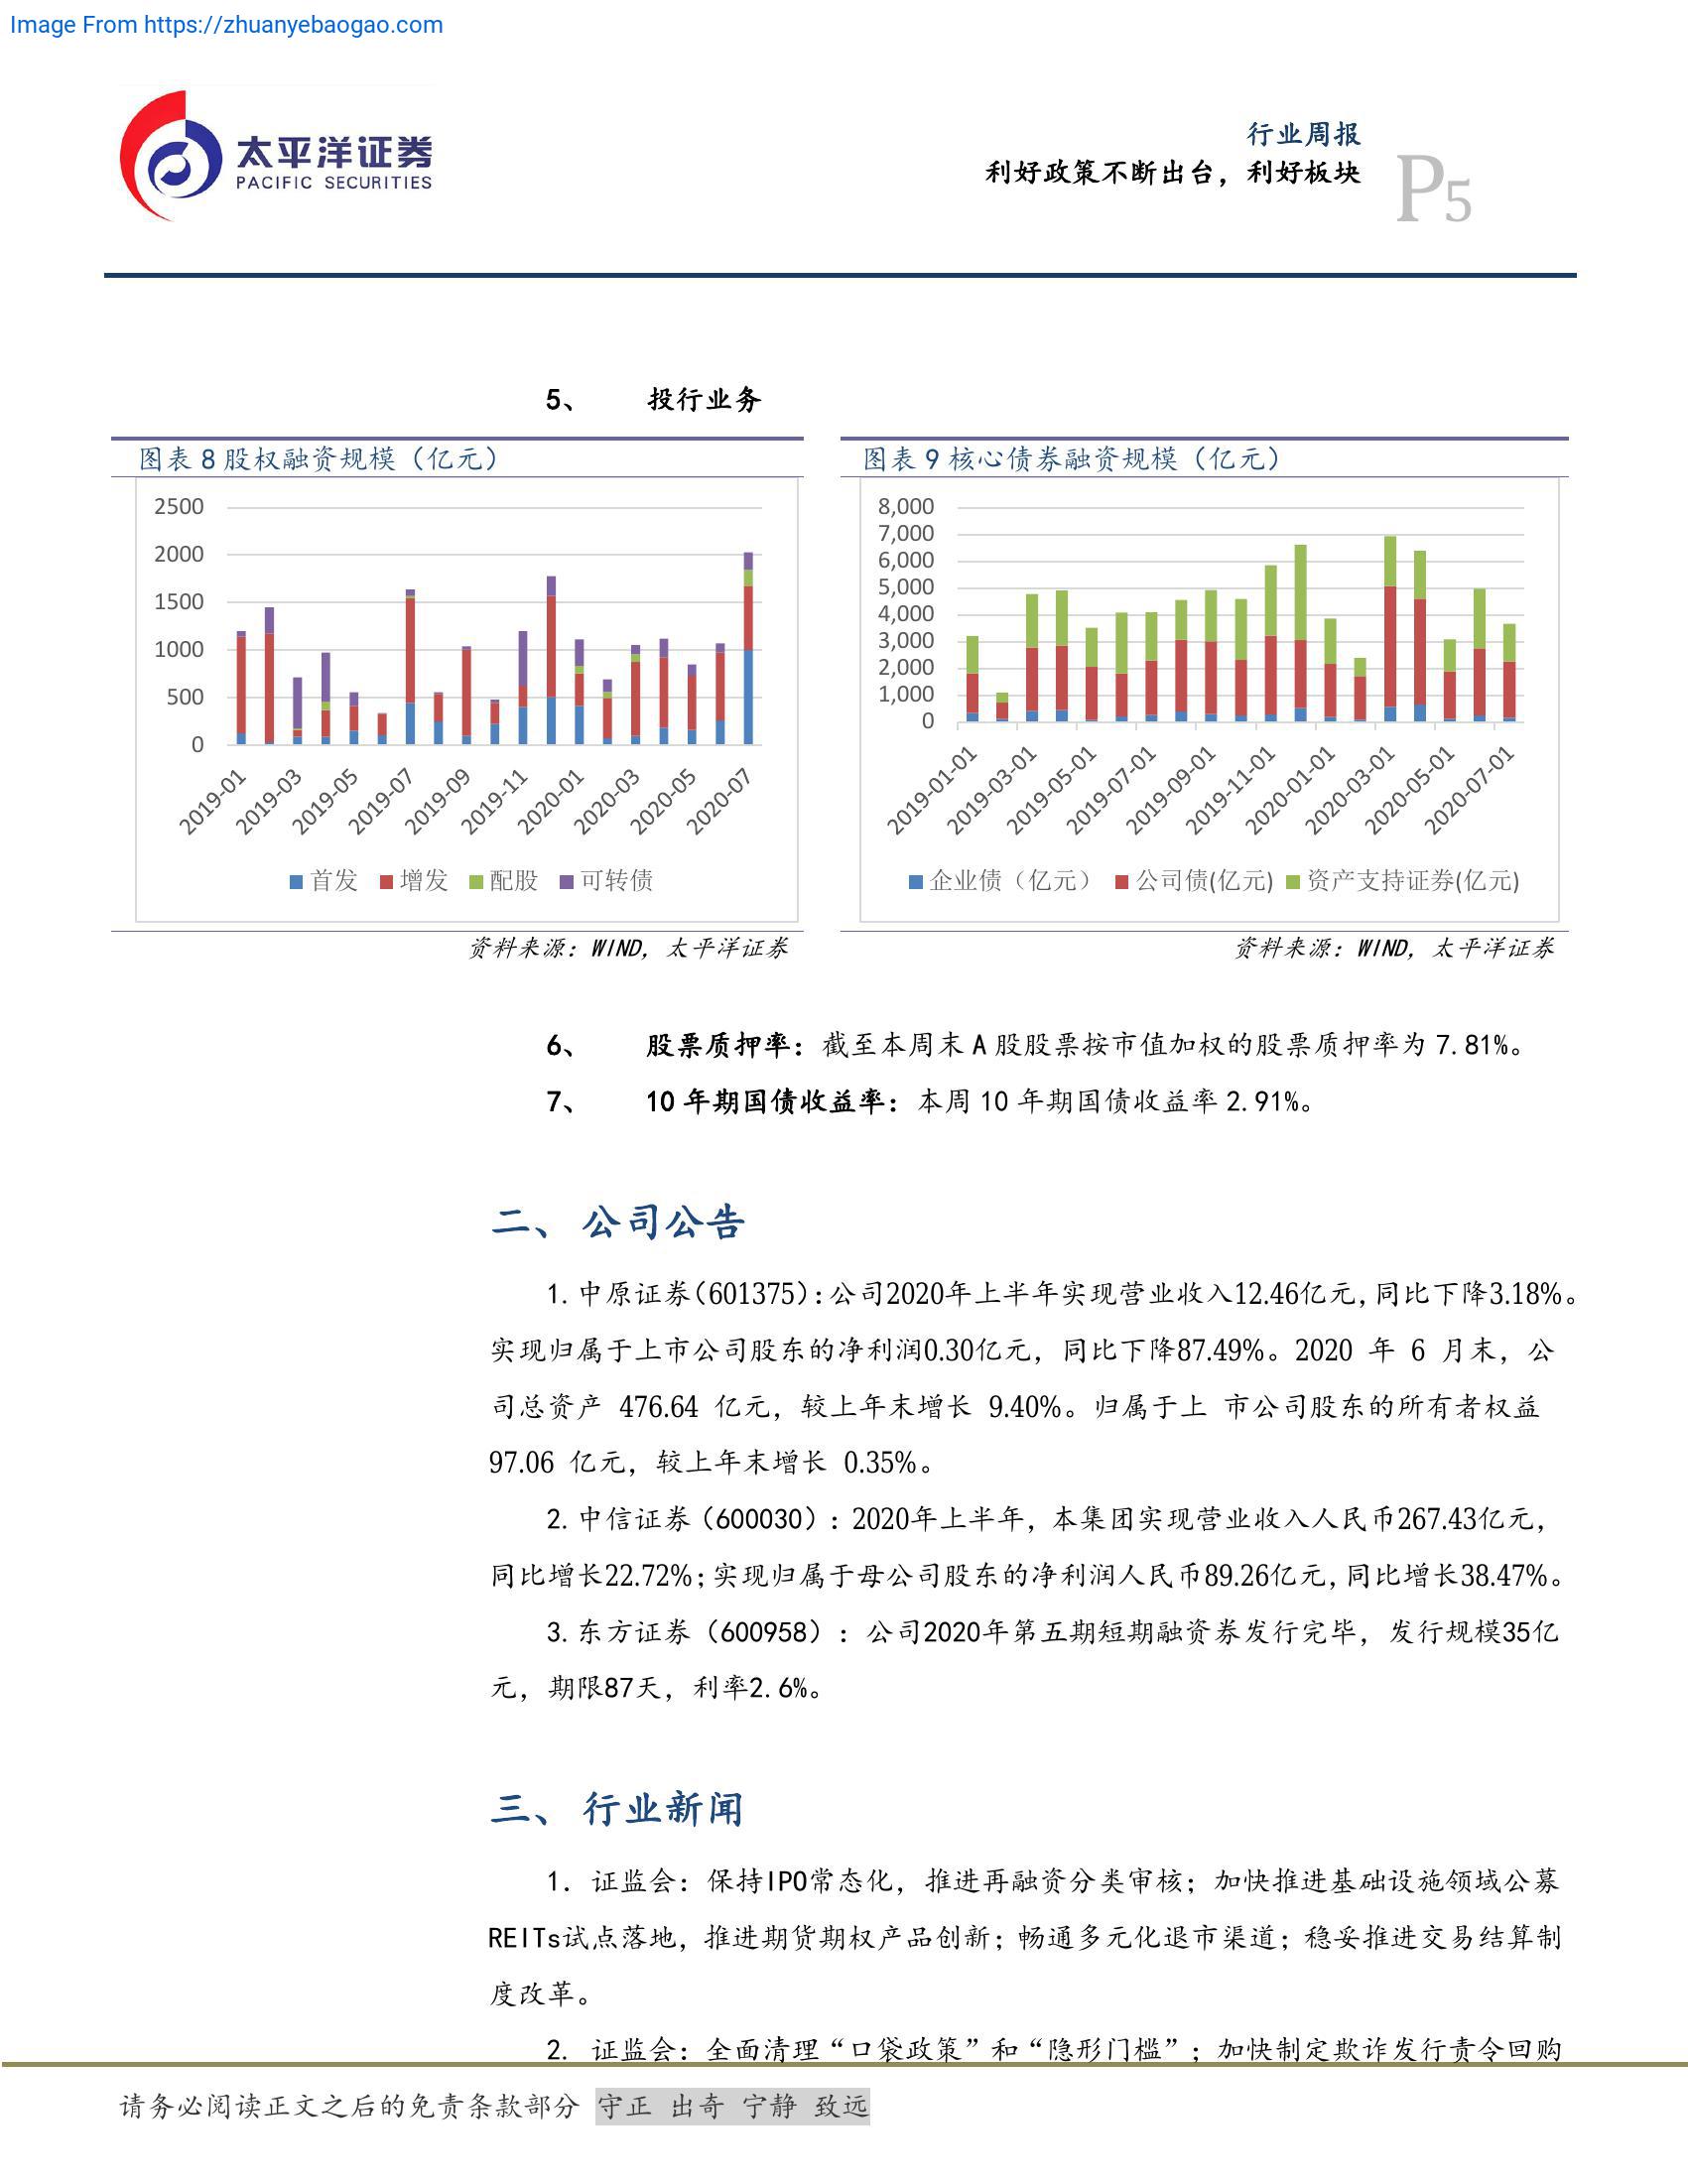 Image From https://zhuanyebaogao.com
太平洋证券
PACIFIC SECURITIES
行业周报
利好政策不断出台，利好板块
P5
5、 投行业务
图表 8 股权融资规模（亿元）
2500
2000
1500
1000
500
0
2019-01
2019-03
2019-05
2019-07
2019-09
2019-11
2020-01
2020-03
2020-05
2020-07
首发 增发 配股 可转债
资料来源：WIND，太平洋证券
图表 9 核心债券融资规模（亿元）
8,000
7,000
6,000
5,000
4,000
3,000
2,000
1,000
0
2019-01-01
2019-03-01
2019-05-01
2019-07-01
2019-09-01
2019-11-01
2020-01-01
2020-03-01
2020-05-01
2020-07-01
企业债（亿元） 公司债(亿元) 资产支持证券(亿元)
资料来源：WIND，太平洋证券
6、 股票质押率：截至本周末 A 股股票按市值加权的股票质押率为 7.81%。
7、 10 年期国债收益率：本周 10 年期国债收益率 2.91%。
二、 公司公告
1.中原证券（601375）：公司2020年上半年实现营业收入12.46亿元，同比下降3.18%。
实现归属于上市公司股东的净利润0.30亿元，同比下降87.49%。2020 年 6 月末，公
司总资产 476.64 亿元，较上年末增长 9.40%。归属于上 市公司股东的所有者权益
97.06 亿元，较上年末增长 0.35%。
2.中信证券（600030）：2020年上半年，本集团实现营业收入人民币267.43亿元，
同比增长22.72%；实现归属于母公司股东的净利润人民币89.26亿元，同比增长38.47%。
3.东方证券（600958）：公司2020年第五期短期融资券发行完毕，发行规模35亿
元，期限87天，利率2.6%。
三、 行业新闻
1. 证监会：保持IPO常态化，推进再融资分类审核；加快推进基础设施领域公募
REITs试点落地，推进期货期权产品创新；畅通多元化退市渠道；稳妥推进交易结算制
度改革。
2. 证监会：全面清理“口袋政策”和“隐形门槛”；加快制定欺诈发行责令回购
请务必阅读正文之后的免责条款部分 守正 出奇 宁静 致远